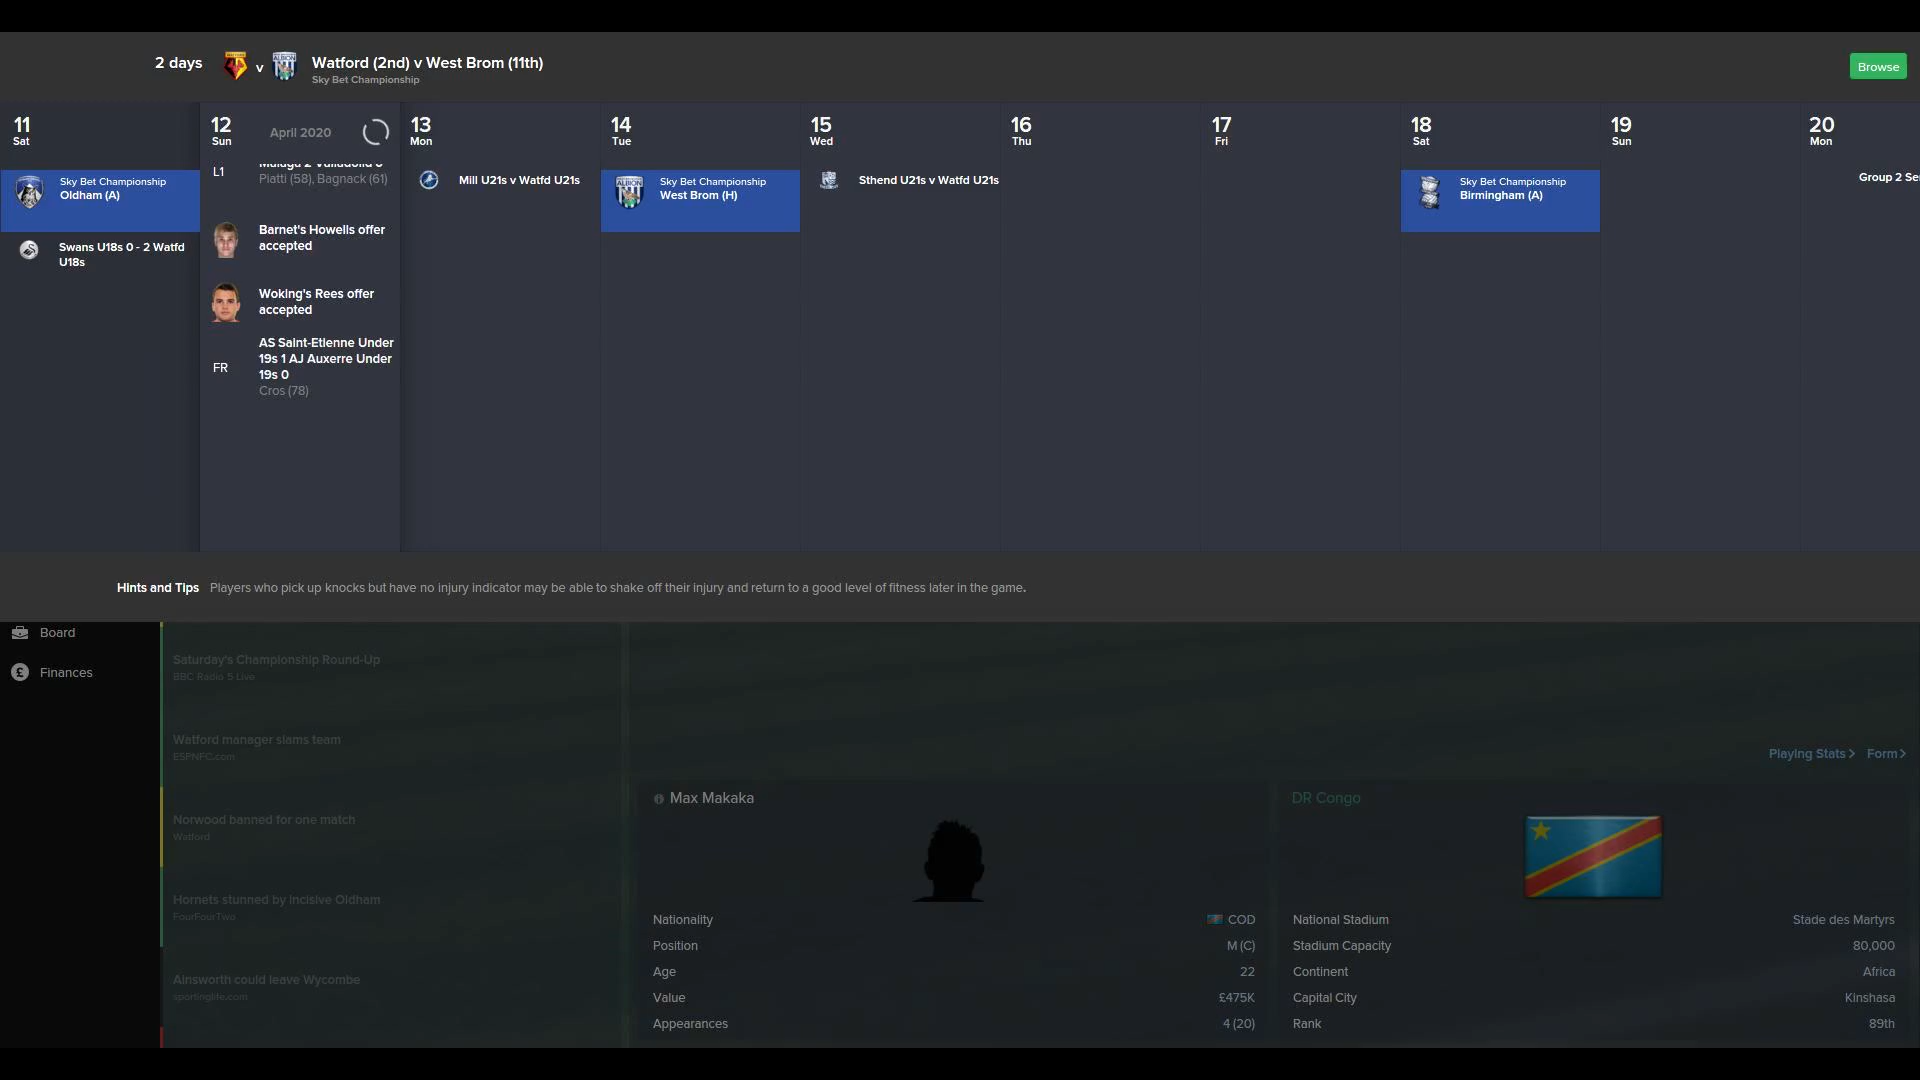 2 days
v
Watford (2nd) v West Brom (11th)
Sky Bet Championship
Browse
11
Sat
12
Sun
April 2020
13
Mon
14
Tue
15
Wed
16
Thu
17
Fri
18
Sat
19
Sun
20
Mon
Sky Bet Championship
Oldham (A)
Swans U18s 0 - 2 Watfd
U18s
L1
Malaga 2 Valladolid 0
Piatti (58), Bagnack (61)
Barnet's Howells offer
accepted
Woking's Rees offer
accepted
FR
AS Saint-Etienne Under
19s 1 AJ Auxerre Under
19s 0
Cros (78)
Mill U21s v Watfd U21s
ALBION
Sky Bet Championship
West Brom (H)
Sthend U21s v Watfd U21s
Sky Bet Championship
Birmingham (A)
Group 2 Se
Hints and Tips
Players who pick up knocks but have no injury indicator may be able to shake off their injury and return to a good level of fitness later in the game.
Board
Finances
Saturday's Championship Round-Up
BBC Radio 5 Live
Watford manager slams team
ESPNFC.com
Norwood banned for one match
Watford
Hornets stunned by incisive Oldham
FourFourTwo
Ainsworth could leave Wycombe
sportinglife.com
Playing Stats >
Form >
Max Makaka
Nationality
COD
Position
M (C)
Age
22
Value
£475K
Appearances
4 (20)
DR Congo
National Stadium
Stade des Martyrs
Stadium Capacity
80,000
Continent
Africa
Capital City
Kinshasa
Rank
89th